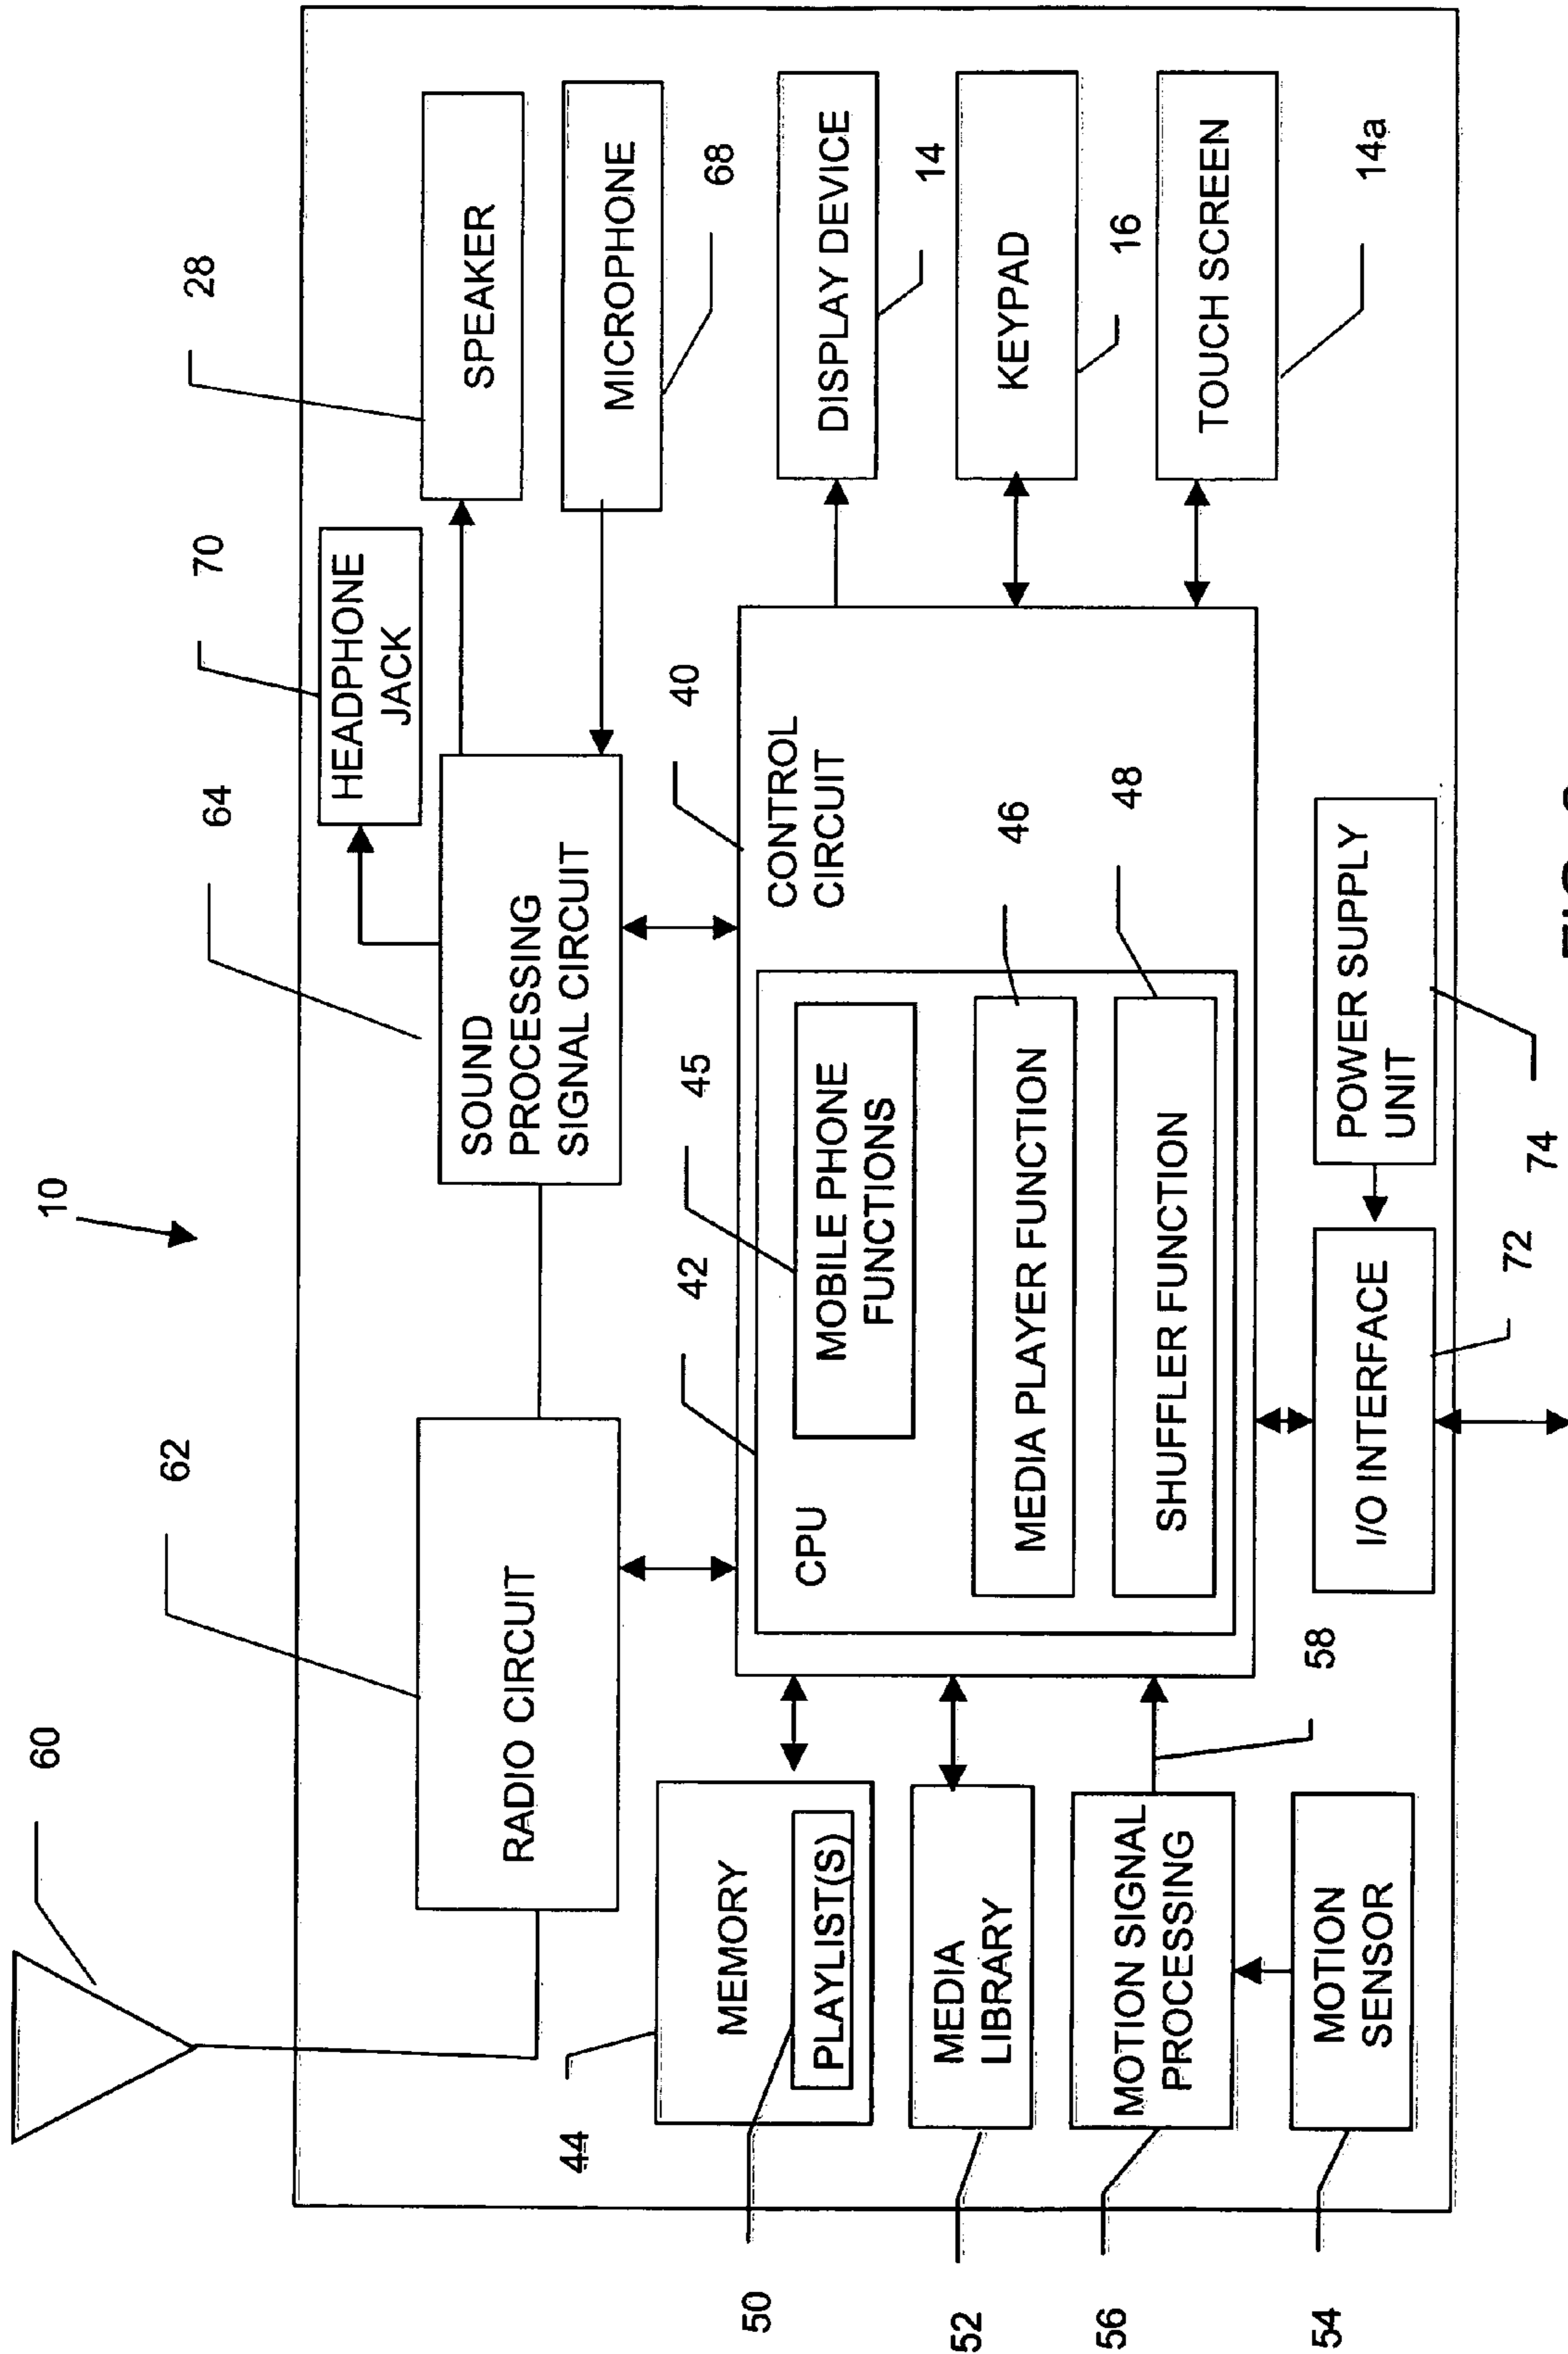 10
60
62
64
70
28
RADIO CIRCUIT
SOUND
PROCESSING
SIGNAL CIRCUIT
HEADPHONE
JACK
SPEAKER
MICROPHONE
68
44
MEMORY
50
PLAYLIST(S)
42
45
40
CPU
MOBILE PHONE
FUNCTIONS
CONTROL
CIRCUIT
DISPLAY DEVICE
14
52
MEDIA
LIBRARY
MEDIA PLAYER FUNCTION
46
KEYPAD
16
56
MOTION SIGNAL
PROCESSING
SHUFFLER FUNCTION
48
TOUCH SCREEN
14a
58
54
MOTION
SENSOR
I/O INTERFACE
72
POWER SUPPLY
UNIT
74